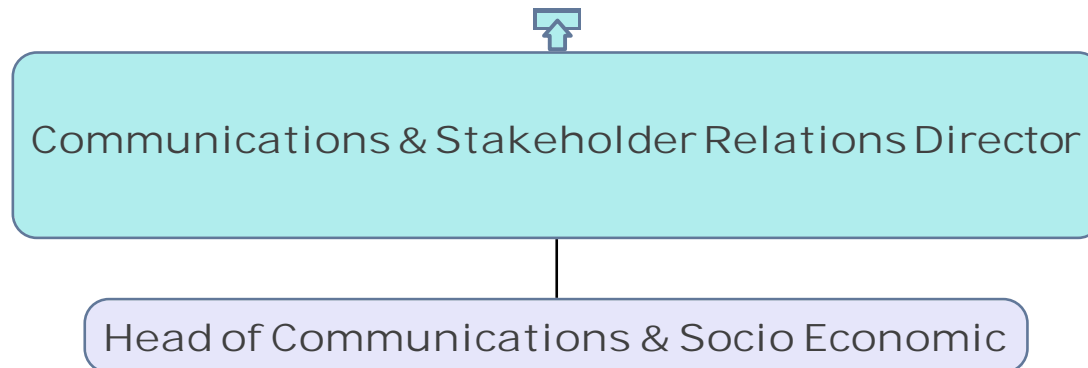 Communications & Stakeholder Relations Director
Head of Communications & Socio Economic